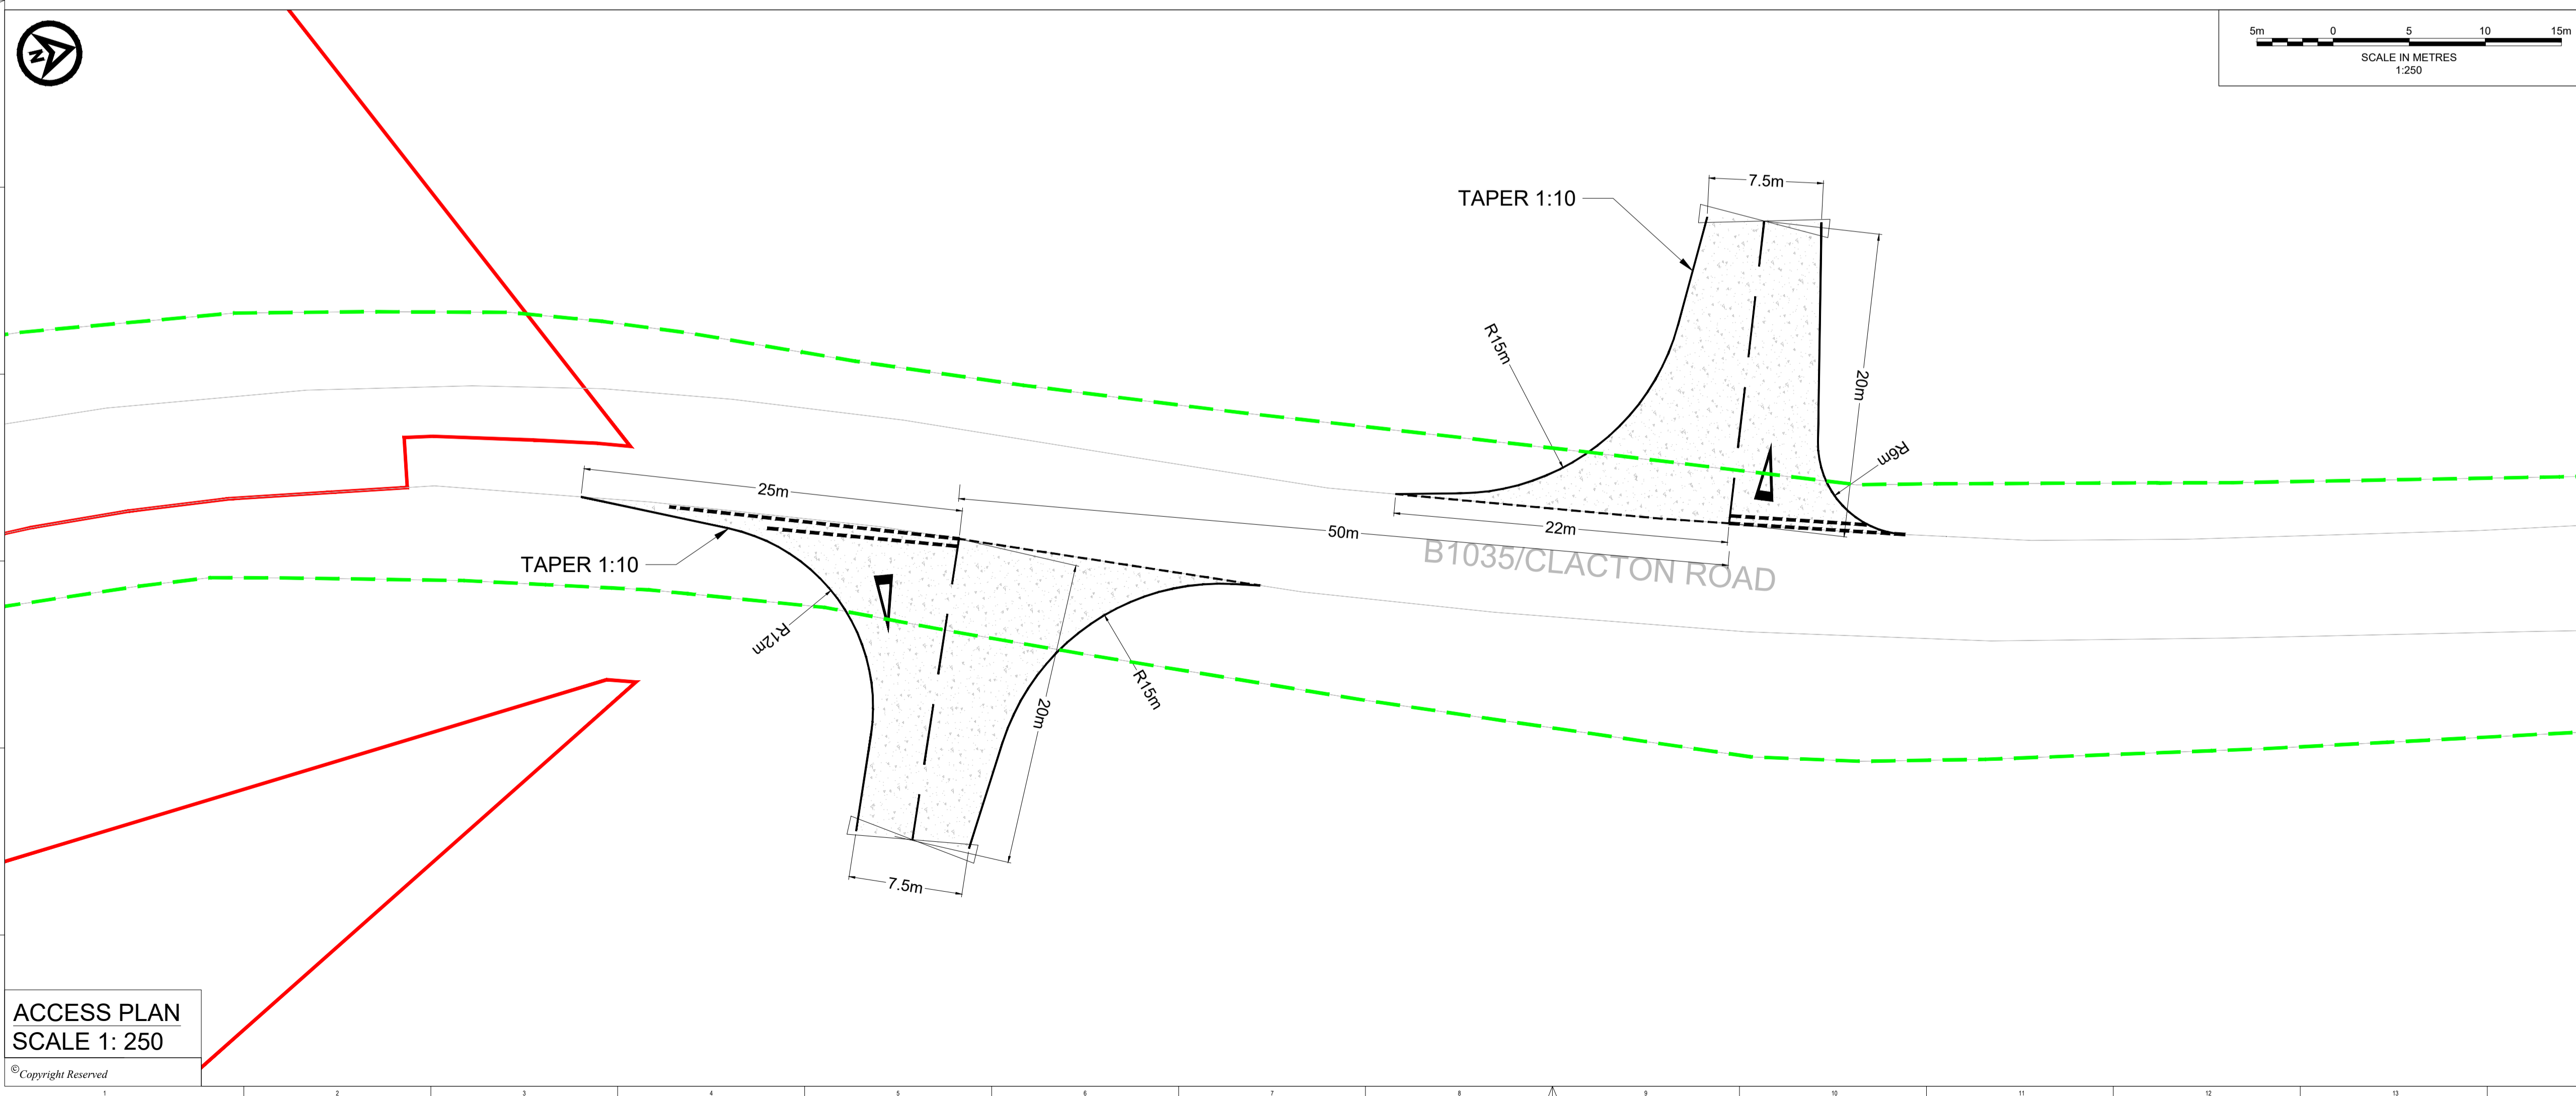 N
5m 0 5 10 15m
SCALE IN METRES
1:250
7.5m
TAPER 1:10
R15m
20m
R6m
25m
22m
50m
B1035/CLACTON ROAD
TAPER 1:10
R12m
R15m
20m
7.5m
ACCESS PLAN
SCALE 1: 250
©Copyright Reserved
1 2 3 4 5 6 7 8 9 10 11 12 13